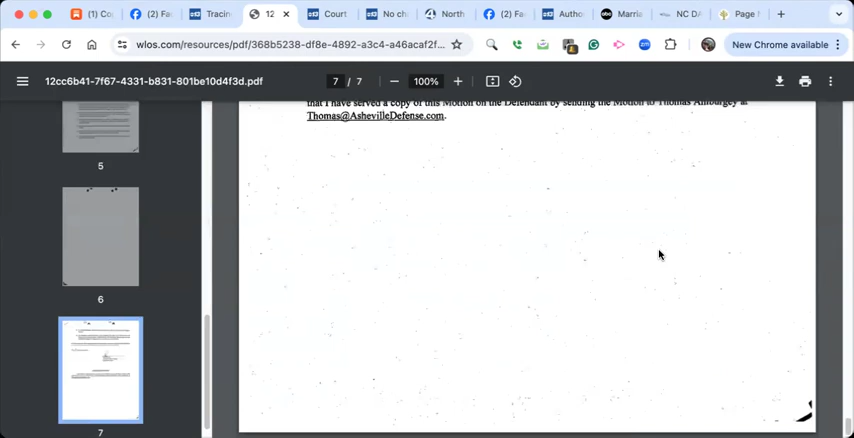 (1) Co
(2) Fa
Tracin
12
Court
No ch
North
(2) Fa
Autho
Marria
NC DA
Page N
wlos.com/resources/pdf/368b5238-df8e-4892-a3c4-a46acaf2f...
New Chrome available
12cc6b41-7f67-4331-b831-801be10d4f3d.pdf
7 / 7
100%
that I have served a copy of this Motion on the Defendant by sending the Motion to Thomas Amburgey at
Thomas@AshevilleDefense.com.
5
6
7